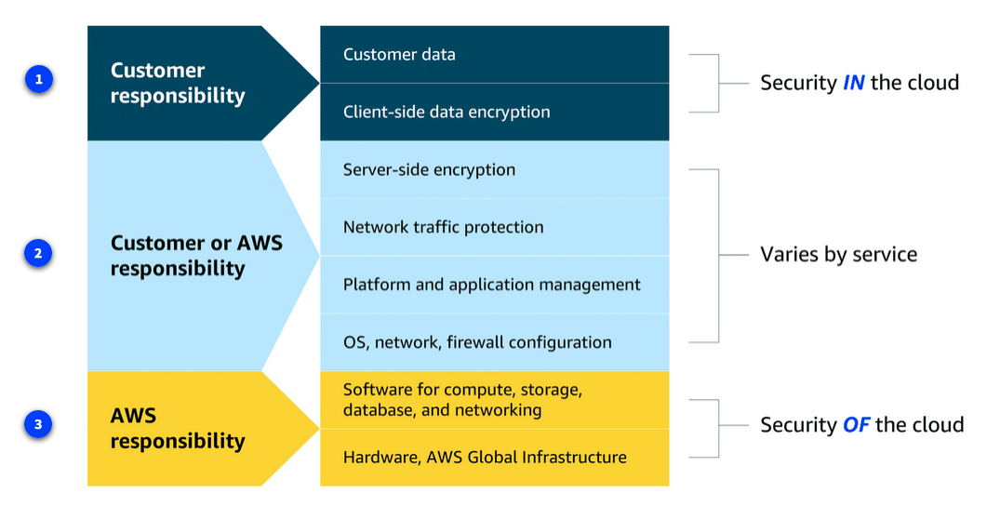 1
Customer
responsibility
Customer data
Client-side data encryption
Security IN the cloud
2
Customer or AWS
responsibility
Server-side encryption
Network traffic protection
Platform and application management
OS, network, firewall configuration
Varies by service
3
AWS
responsibility
Software for compute, storage,
database, and networking
Hardware, AWS Global Infrastructure
Security OF the cloud